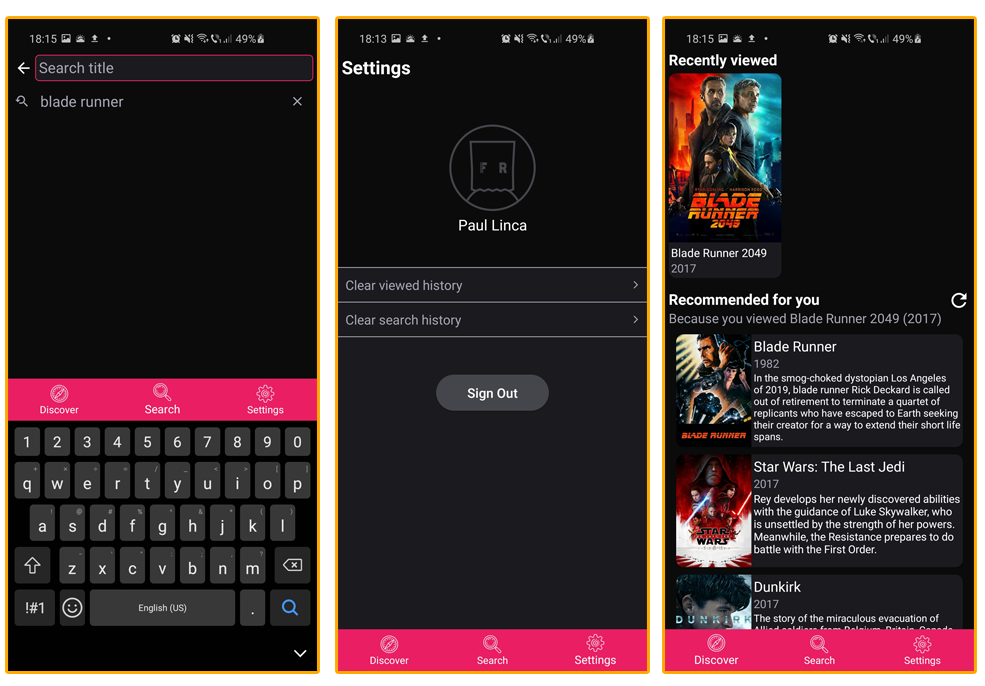 18:15 49%
Search title
blade runner
Discover
Search
Settings
1 2 3 4 5 6 7 8 9 0
q w e r t y u i o p
a s d f g h j k l
z x c v b n m
!#1 English (US) .
18:13 49%
Settings
F R
Paul Linca
Clear viewed history
Clear search history
Sign Out
Discover
Search
Settings
18:15 49%
Recently viewed
BLADE
RUNNER
2049
Blade Runner 2049
2017
Recommended for you
Because you viewed Blade Runner 2049 (2017)
BLADE RUNNER
Blade Runner
1982
In the smog-choked dystopian Los Angeles
of 2019, blade runner Rick Deckard is called
out of retirement to terminate a quartet of
replicants who have escaped to Earth seeking
their creator for a way to extend their short life
spans.
STAR
WARS
Star Wars: The Last Jedi
2017
Rey develops her newly discovered abilities
with the guidance of Luke Skywalker, who
is unsettled by the strength of her powers.
Meanwhile, the Resistance prepares to do
battle with the First Order.
DUNKIRK
Dunkirk
2017
The story of the miraculous evacuation of
Allied soldiers from Belgium, Britain, Canada
Discover
Search
Settings